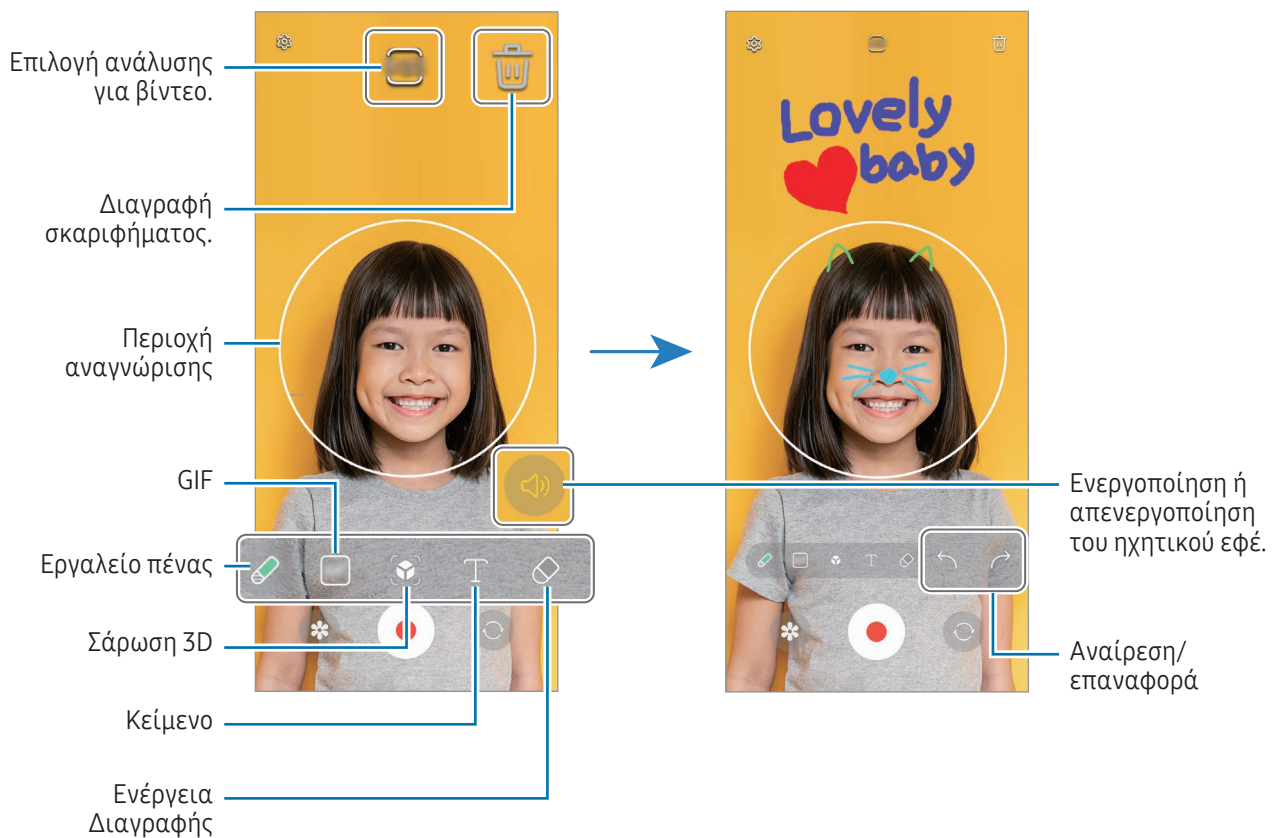 Επιλογή ανάλυσης
για βίντεο.
Διαγραφή
σκαριφήματος.
Περιοχή
αναγνώρισης
GIF
Εργαλείο πένας
Σάρωση 3D
Κείμενο
Ενέργεια
Διαγραφής
T
Lovely
baby
T
Ενεργοποίηση ή
απενεργοποίηση
του ηχητικού εφέ.
Αναίρεση/
επαναφορά